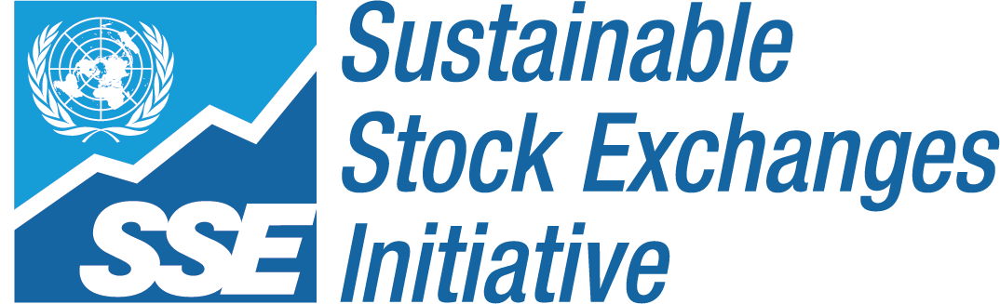 SSE
Sustainable
Stock Exchanges
Initiative